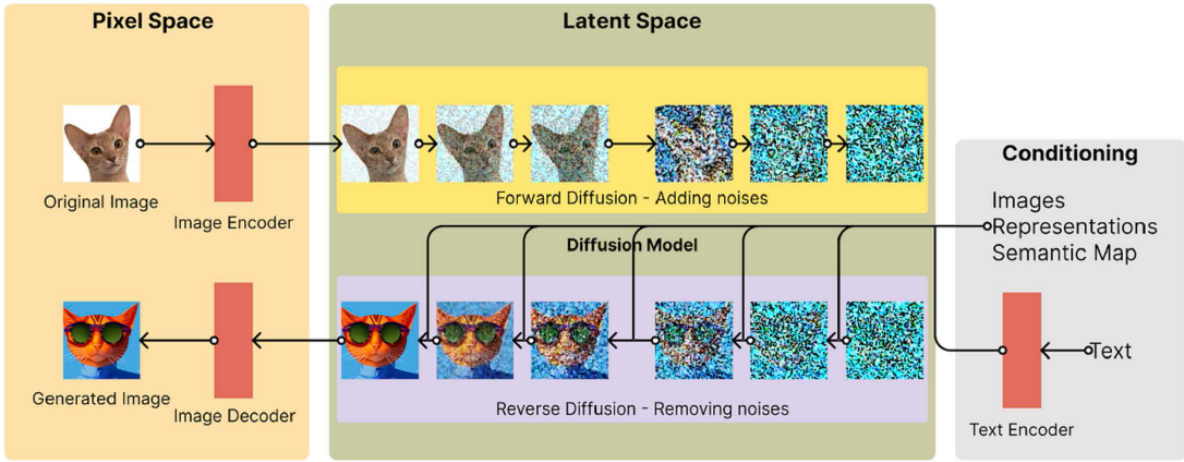 Pixel Space
Latent Space
Original Image
Image Encoder
Forward Diffusion - Adding noises
Conditioning
Images
Representations
Semantic Map
Diffusion Model
Generated Image
Image Decoder
Reverse Diffusion - Removing noises
Text
Text Encoder